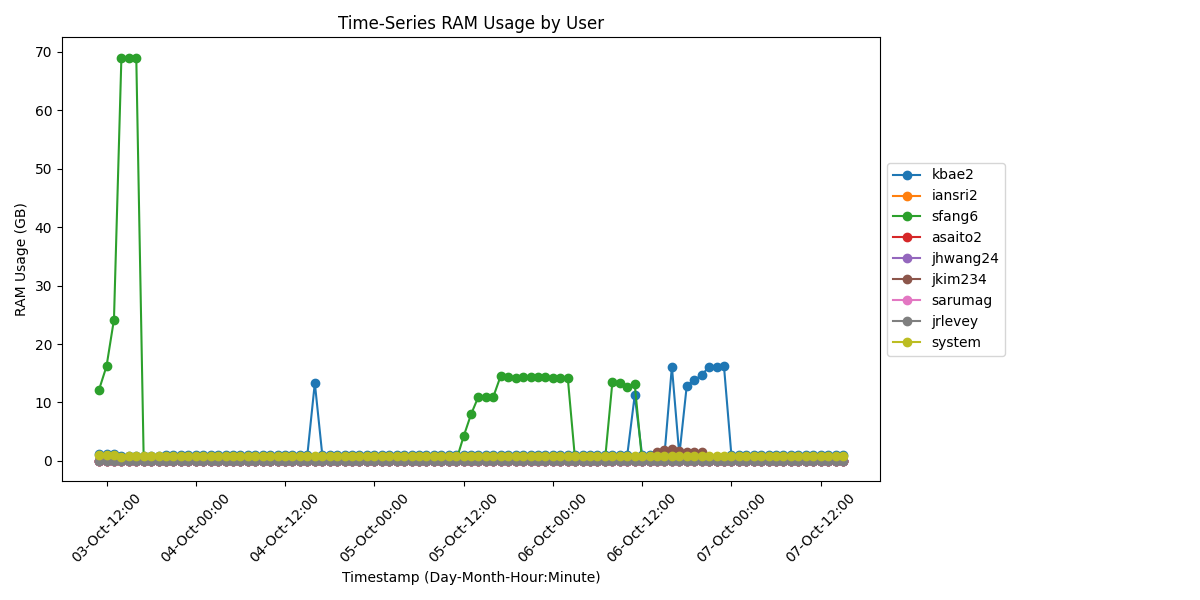 Time-Series RAM Usage by User
70
60
50
40
30
20
10
0
RAM Usage (GB)
03-Oct-12:00
04-Oct-00:00
04-Oct-12:00
05-Oct-00:00
05-Oct-12:00
06-Oct-00:00
06-Oct-12:00
07-Oct-00:00
07-Oct-12:00
Timestamp (Day-Month-Hour:Minute)
kbae2
iansri2
sfang6
asaito2
jhwang24
jkim234
sarumag
jrlevey
system